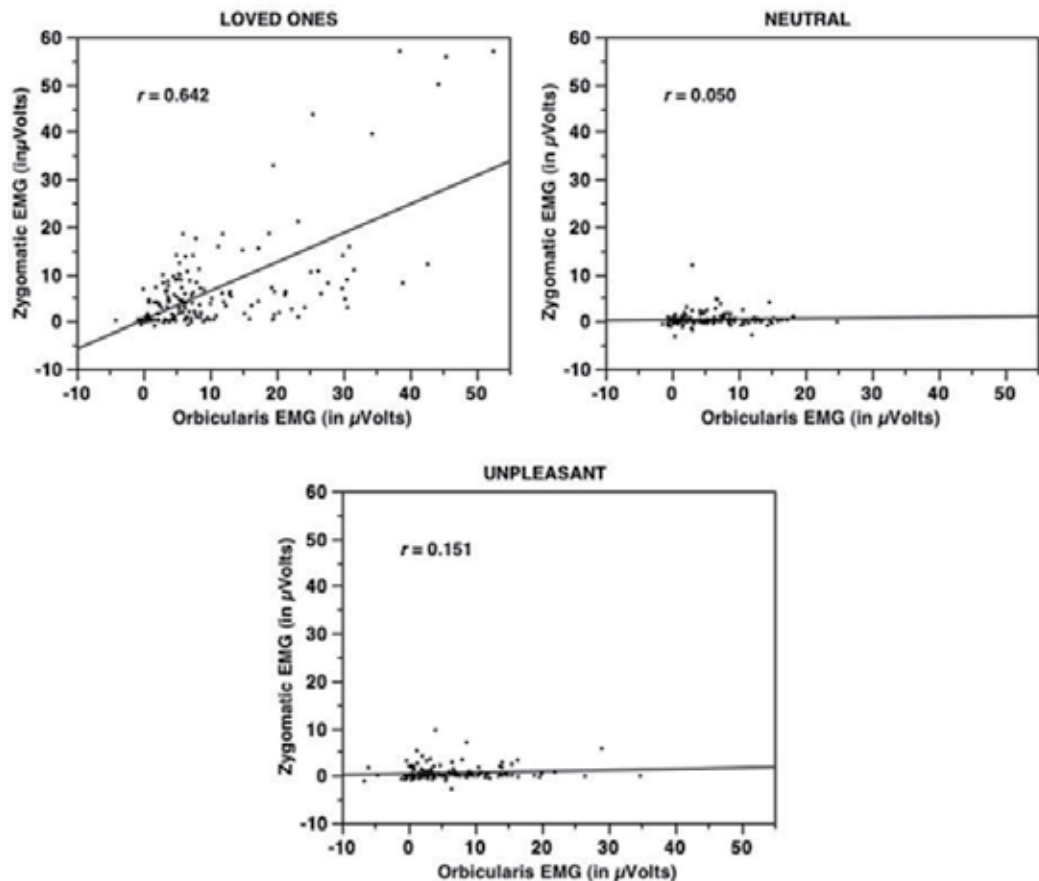 LOVED ONES
60
50
40
30
20
10
0
-10
Zygomatic EMG (inµVolts)
r = 0.642
-10 0 10 20 30 40 50
Orbicularis EMG (in µVolts)
NEUTRAL
60
50
40
30
20
10
0
-10
Zygomatic EMG (in µVolts)
r = 0.050
-10 0 10 20 30 40 50
Orbicularis EMG (in µVolts)
UNPLEASANT
60
50
40
30
20
10
0
-10
Zygomatic EMG (in µVolts)
r = 0.151
-10 0 10 20 30 40 50
Orbicularis EMG (in µVolts)